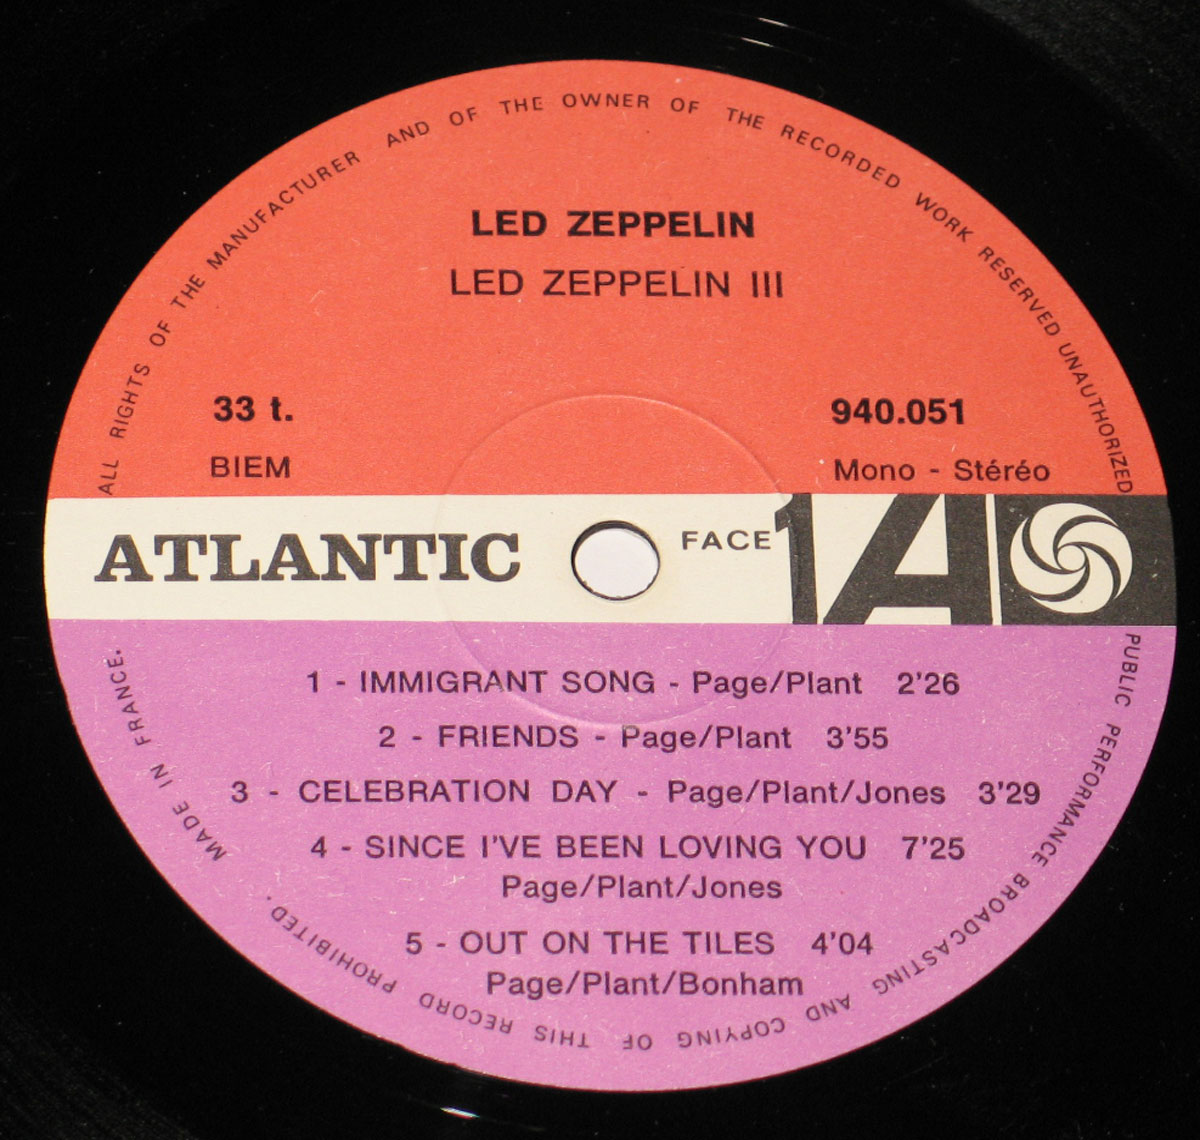 ALL RIGHTS OF THE MANUFACTURER AND OF THE OWNER OF THE RECORDED WORK RESERVED UNAUTHORIZED
PUBLIC PERFORMANCE BROADCASTING AND COPYING OF THIS RECORD PROHIBITED.
MADE IN FRANCE.
LED ZEPPELIN
LED ZEPPELIN III
33 t.
BIEM
940.051
Mono - Stéréo
ATLANTIC
FACE 1
A
1 - IMMIGRANT SONG - Page/Plant 2'26
2 - FRIENDS - Page/Plant 3'55
3 - CELEBRATION DAY - Page/Plant/Jones 3'29
4 - SINCE I'VE BEEN LOVING YOU 7'25
Page/Plant/Jones
5 - OUT ON THE TILES 4'04
Page/Plant/Bonham